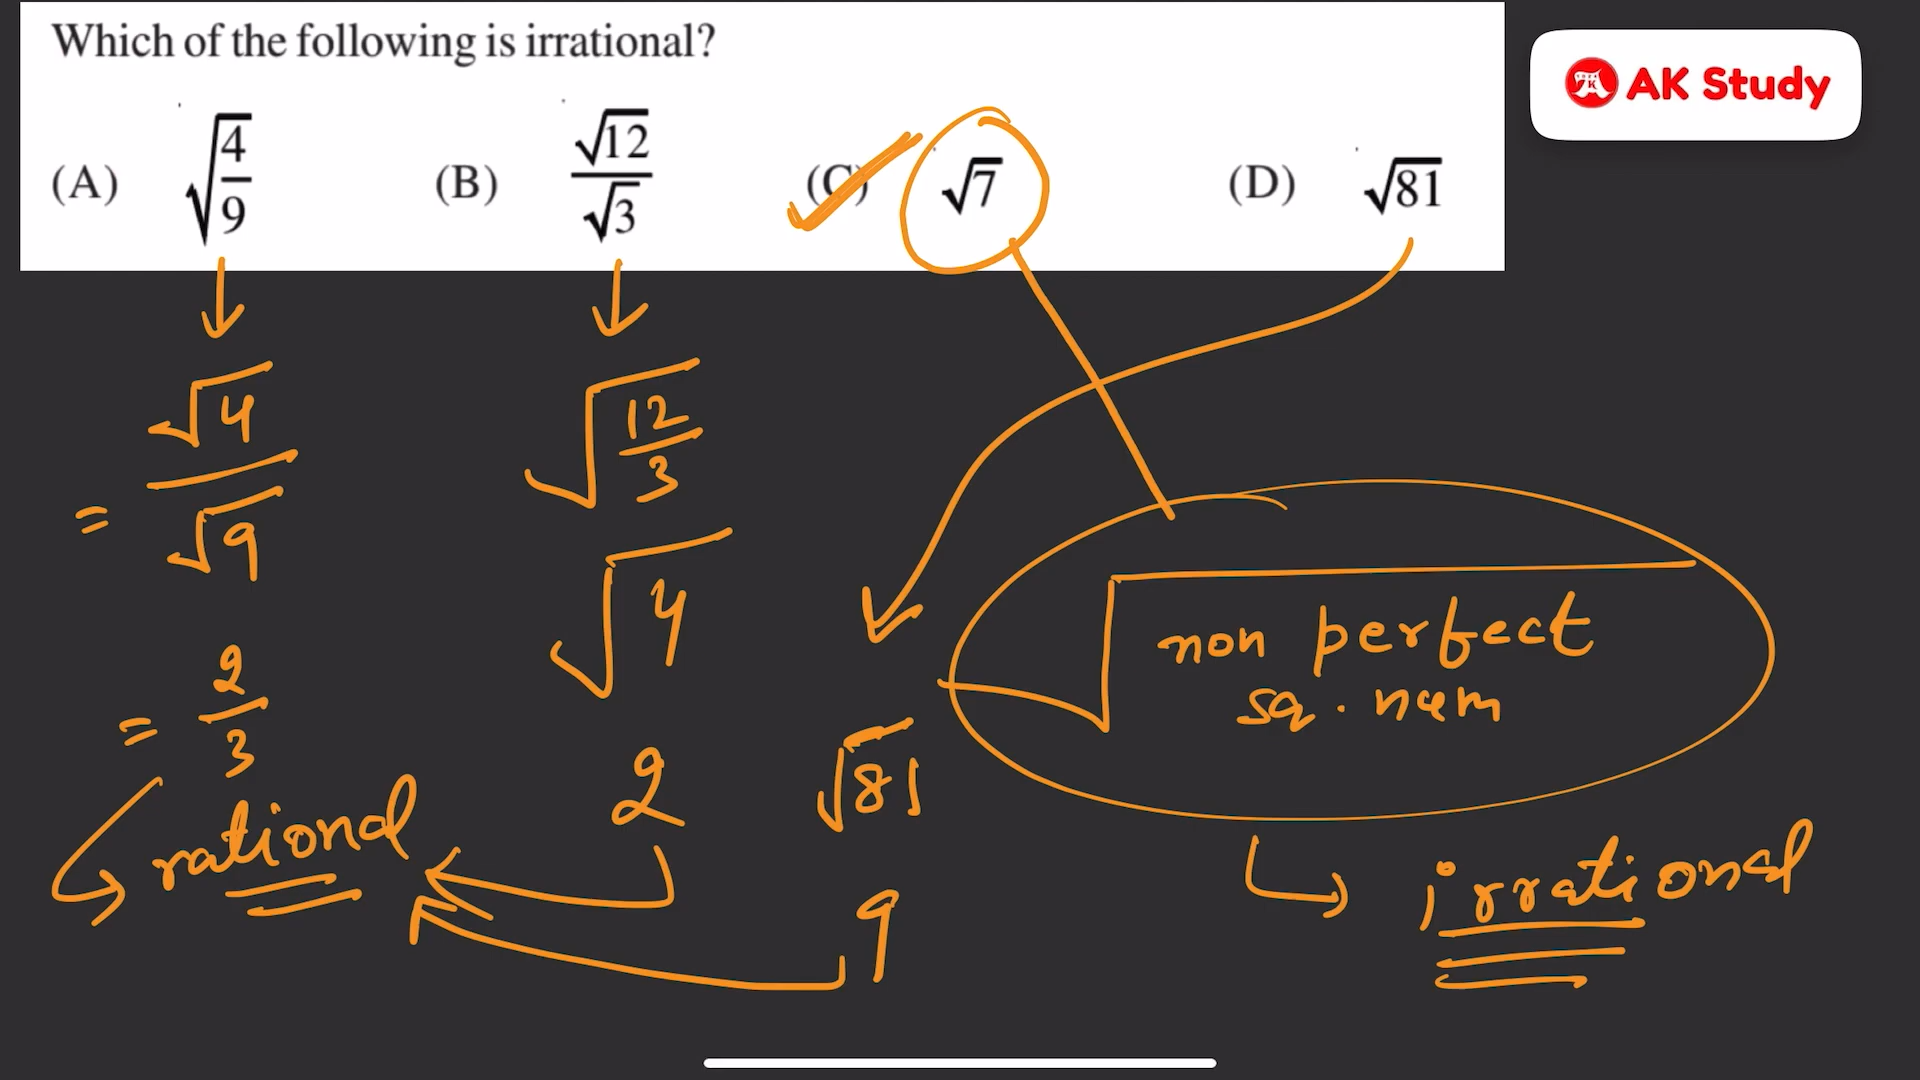 Which of the following is irrational?
AK Study
(A) √(4/9) (B) √12/√3 (C) √7 (D) √81
= √4/√9
= 2/3
rational
√(12/3)
√4
2
√81
9
√ non perfect
sq. num
irrational